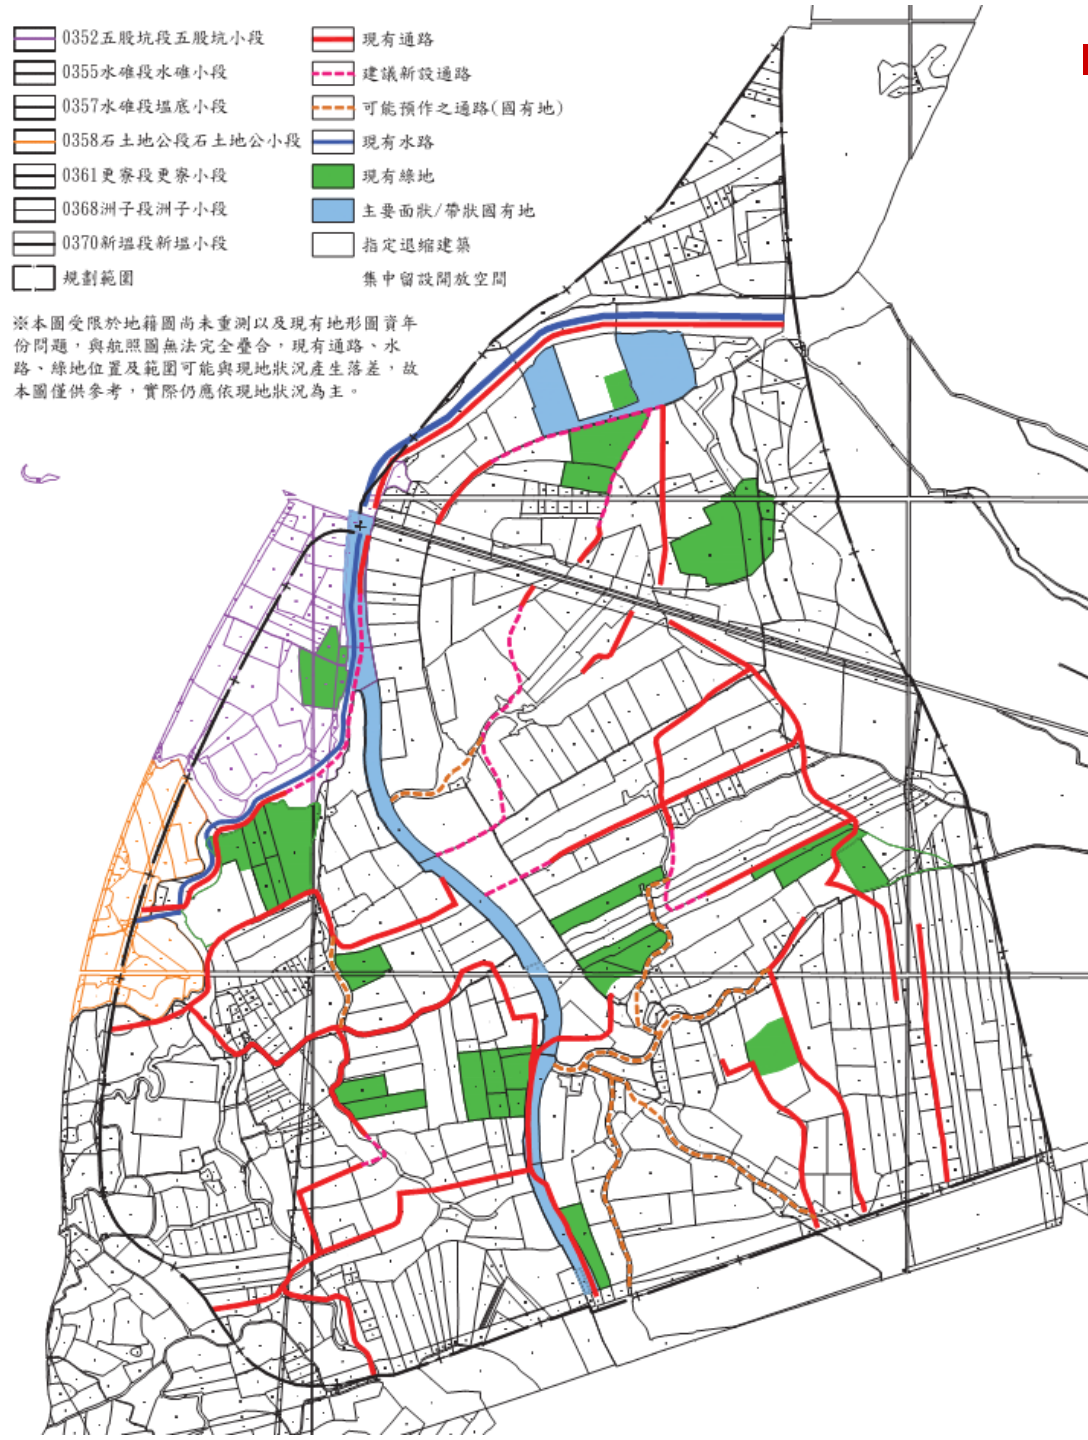 0352五股坑段五股坑小段
0355水碓段水碓小段
0357水碓段塭底小段
0358石土地公段石土地公小段
0361更寮段更寮小段
0368洲子段洲子小段
0370新塭段新塭小段
規劃範圍
現有通路
建議新設通路
可能預作之通路(國有地)
現有水路
現有綠地
主要面狀/帶狀國有地
指定退縮建築
集中留設開放空間
※本圖受限於地籍圖尚未重測以及現有地形圖資年
份問題，與航照圖無法完全疊合，現有通路、水
路、綠地位置及範圍可能與現地狀況產生落差，故
本圖僅供參考，實際仍應依現地狀況為主。